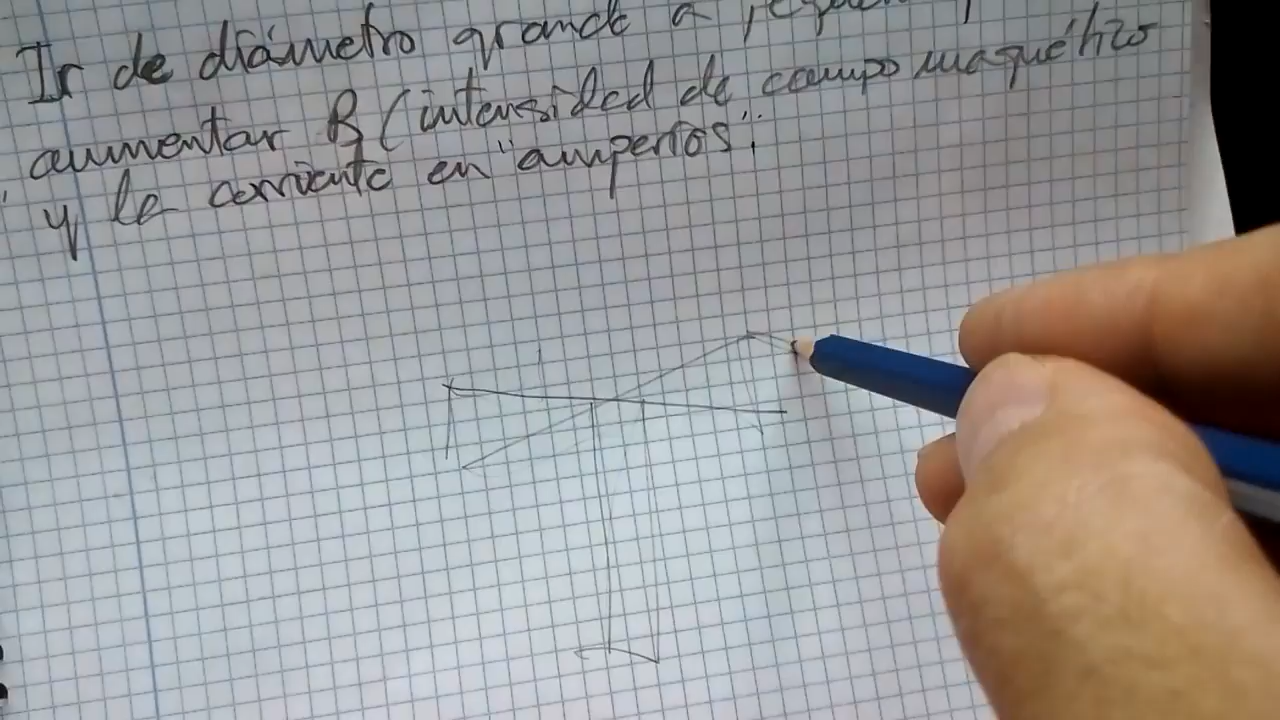 Ir de diámetro grande a
aumentar B (intensidad de campo magnético
y la corriente en "amperios".